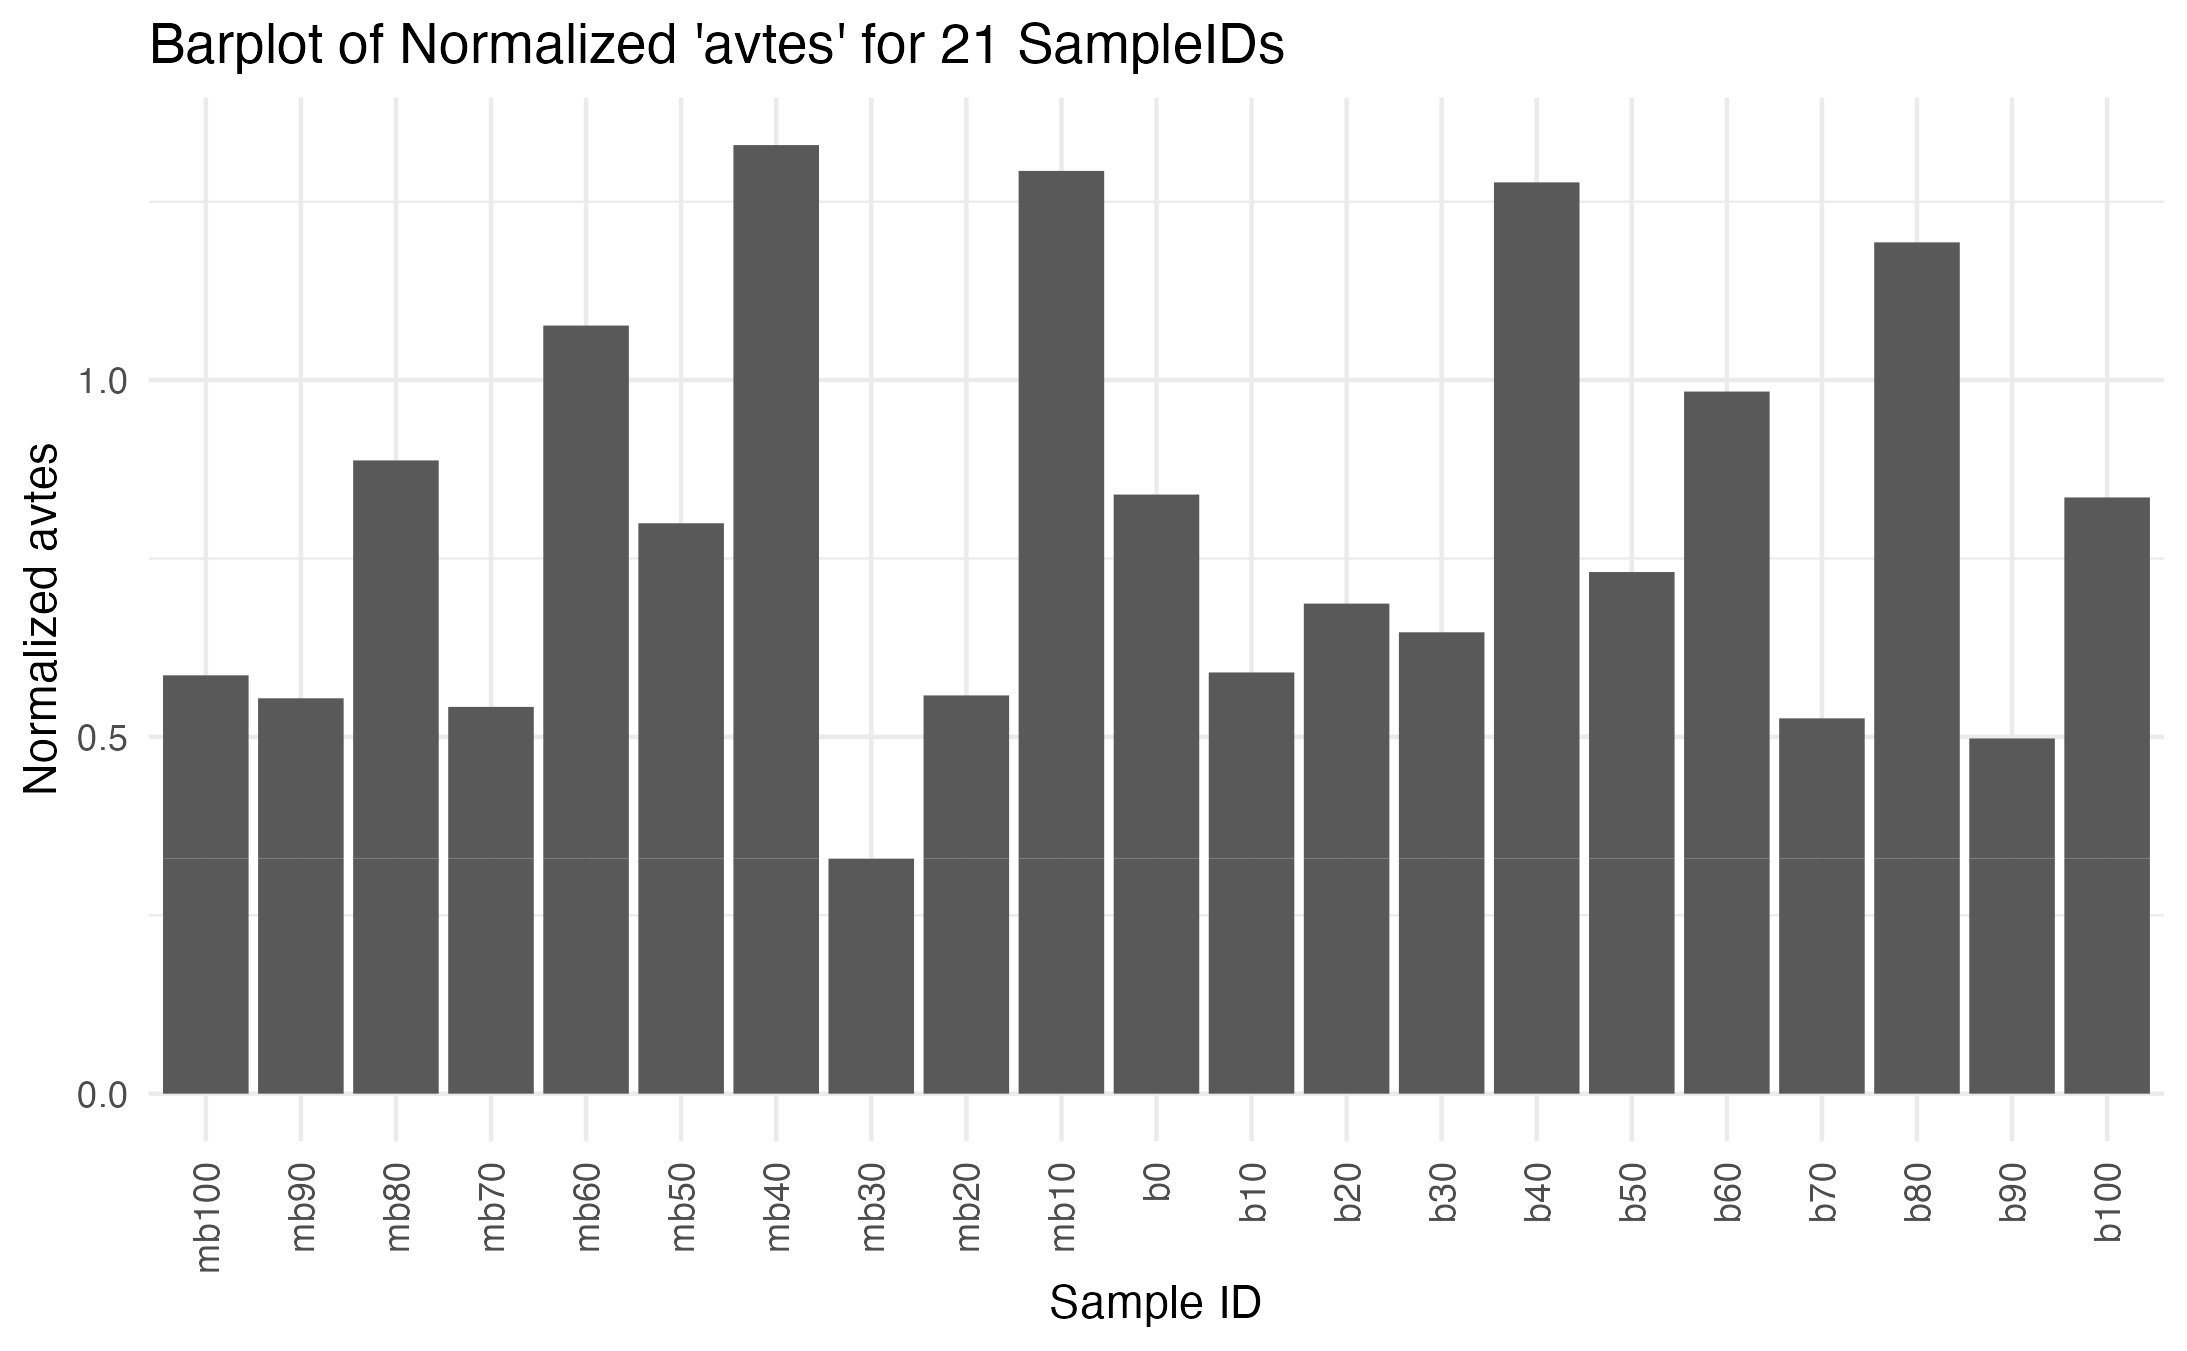 Barplot of Normalized 'avtes' for 21 SampleIDs
Normalized avtes
1.0
0.5
0.0
mb100
mb90
mb80
mb70
mb60
mb50
mb40
mb30
mb20
mb10
b0
b10
b20
b30
b40
b50
b60
b70
b80
b90
b100
Sample ID